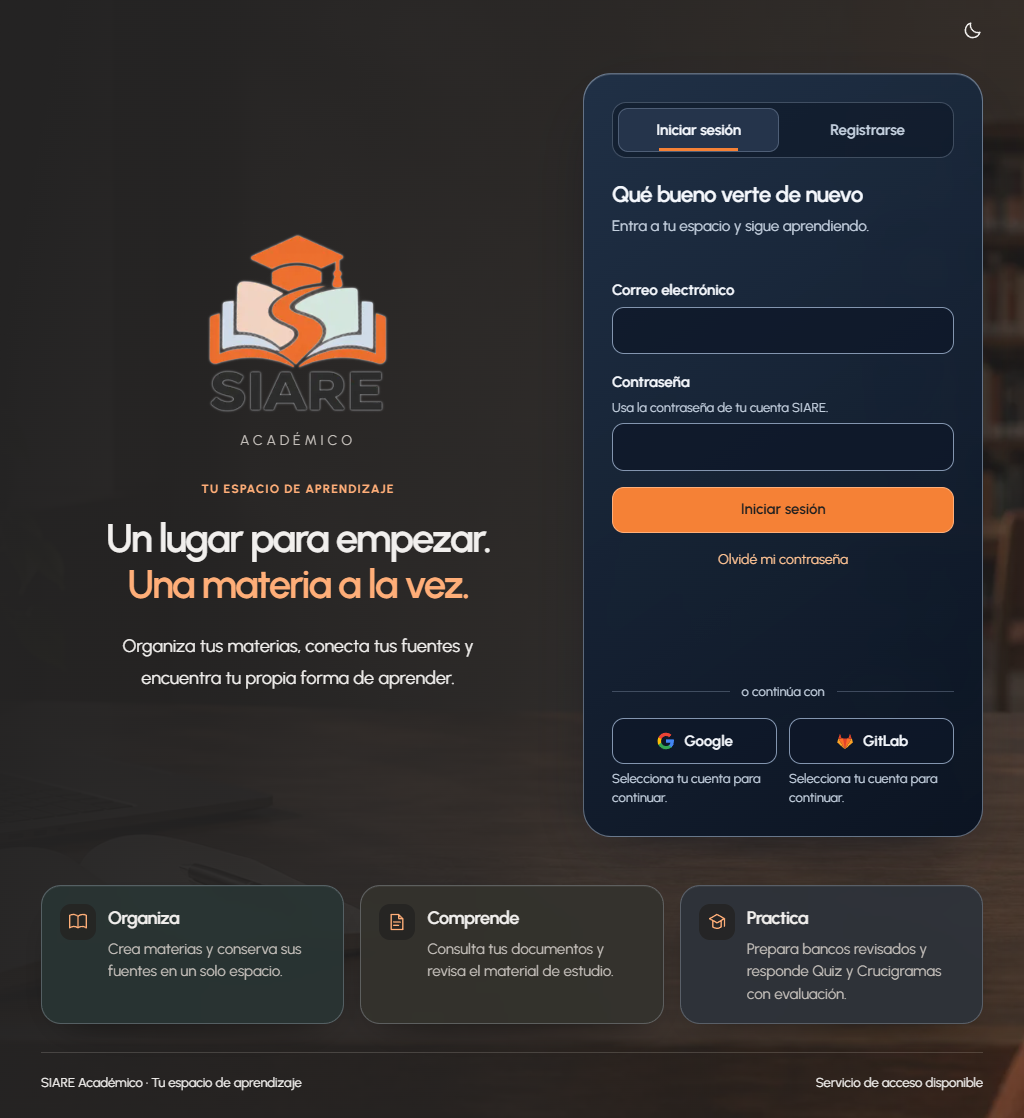 Iniciar sesión
Registrarse
Qué bueno verte de nuevo
Entra a tu espacio y sigue aprendiendo.
Correo electrónico
Contraseña
Usa la contraseña de tu cuenta SIARE.
Iniciar sesión
Olvidé mi contraseña
o continúa con
Google
GitLab
Selecciona tu cuenta para
continuar.
Selecciona tu cuenta para
continuar.
SIARE
ACADÉMICO
TU ESPACIO DE APRENDIZAJE
Un lugar para empezar.
Una materia a la vez.
Organiza tus materias, conecta tus fuentes y
encuentra tu propia forma de aprender.
Organiza
Crea materias y conserva sus
fuentes en un solo espacio.
Comprende
Consulta tus documentos y
revisa el material de estudio.
Practica
Prepara bancos revisados y
responde Quiz y Crucigramas
con evaluación.
SIARE Académico · Tu espacio de aprendizaje
Servicio de acceso disponible